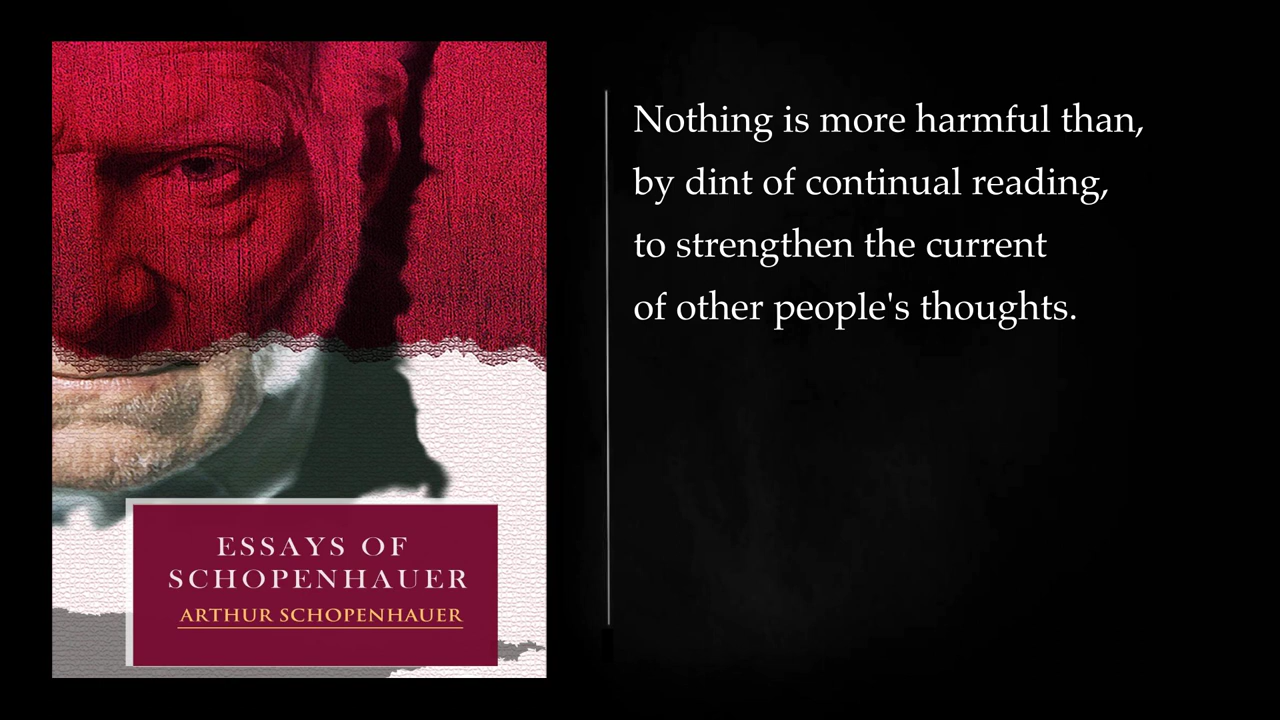 ESSAYS OF
SCHOPENHAUER
ARTHUR SCHOPENHAUER
Nothing is more harmful than,
by dint of continual reading,
to strengthen the current
of other people's thoughts.